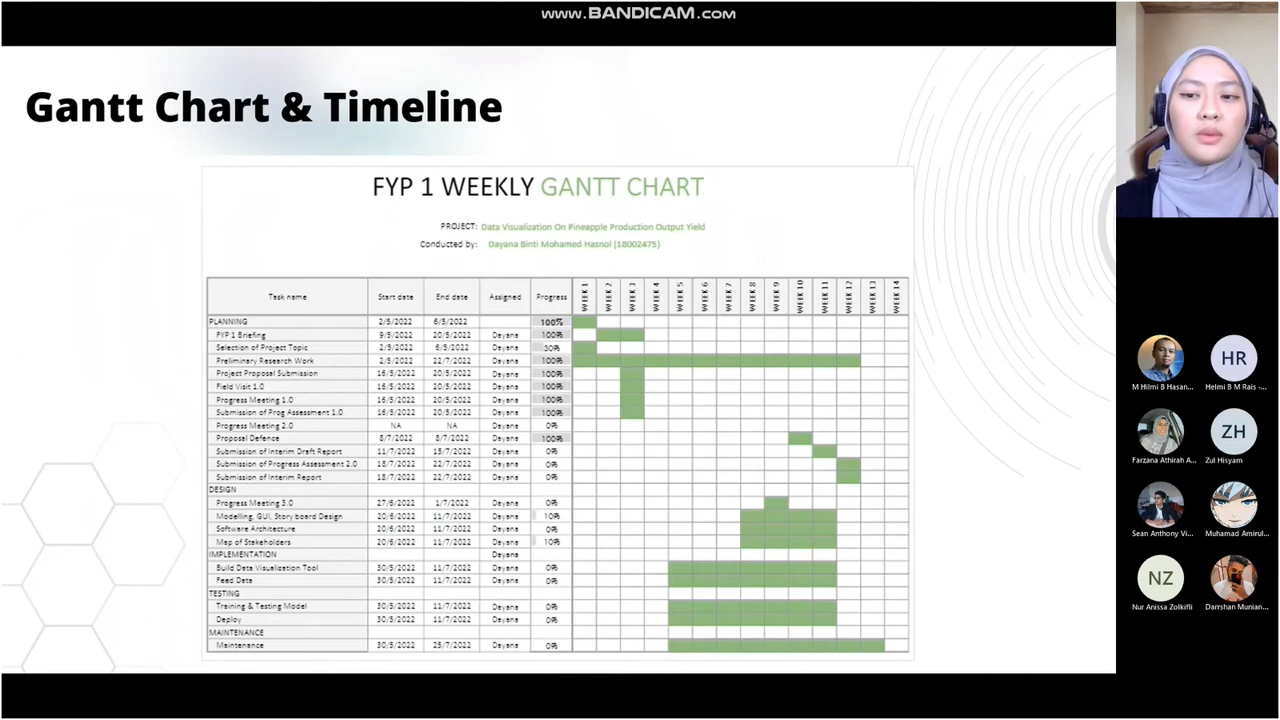 www.BANDICAM.com
Gantt Chart & Timeline
FYP 1 WEEKLY GANTT CHART
PROJECT: Data Visualization On Pineapple Production Output Yield
Conducted by: Dayana Binti Mohamed Hasnol (18002475)
Task name Start date End date Assigned Progress WEEK 1 WEEK 2 WEEK 3 WEEK 4 WEEK 5 WEEK 6 WEEK 7 WEEK 8 WEEK 9 WEEK 10 WEEK 11 WEEK 12 WEEK 13 WEEK 14
PLANNING 2/5/2022 6/5/2022 100%
FYP 1 Briefing 9/5/2022 20/5/2022 Dayana 100%
Selection of Project Topic 2/5/2022 6/5/2022 Dayana 30%
Preliminary Research Work 2/5/2022 22/7/2022 Dayana 100%
Project Proposal Submission 16/5/2022 20/5/2022 Dayana 100%
Field Visit 1.0 16/5/2022 20/5/2022 Dayana 100%
Progress Meeting 1.0 16/5/2022 20/5/2022 Dayana 100%
Submission of Prog Assessment 1.0 16/5/2022 20/5/2022 Dayana 100%
Progress Meeting 2.0 NA NA Dayana 0%
Proposal Defence 8/7/2022 8/7/2022 Dayana 100%
Submission of Interim Draft Report 11/7/2022 15/7/2022 Dayana 0%
Submission of Progress Assessment 2.0 18/7/2022 22/7/2022 Dayana 0%
Submission of Interim Report 18/7/2022 22/7/2022 Dayana 0%
DESIGN
Progress Meeting 3.0 27/6/2022 1/7/2022 Dayana 0%
Modelling, GUI, Story board Design 20/6/2022 11/7/2022 Dayana 10%
Software Architecture 20/6/2022 11/7/2022 Dayana 0%
Map of Stakeholders 20/6/2022 11/7/2022 Dayana 10%
IMPLEMENTATION Dayana
Build Data Visualization Tool 30/5/2022 11/7/2022 Dayana 0%
Feed Data 30/5/2022 11/7/2022 Dayana 0%
TESTING
Training & Testing Model 30/5/2022 11/7/2022 Dayana 0%
Deploy 30/5/2022 11/7/2022 Dayana 0%
MAINTENANCE
Maintenance 30/5/2022 25/7/2022 Dayana 0%
HR
M Hilmi B Hasan... Helmi B M Rais -...
ZH
Farzana Athirah A... Zul Hisyam
Sean Anthony Vi... Muhamad Amirul...
NZ
Nur Anissa Zolkifli Darrshan Munian...